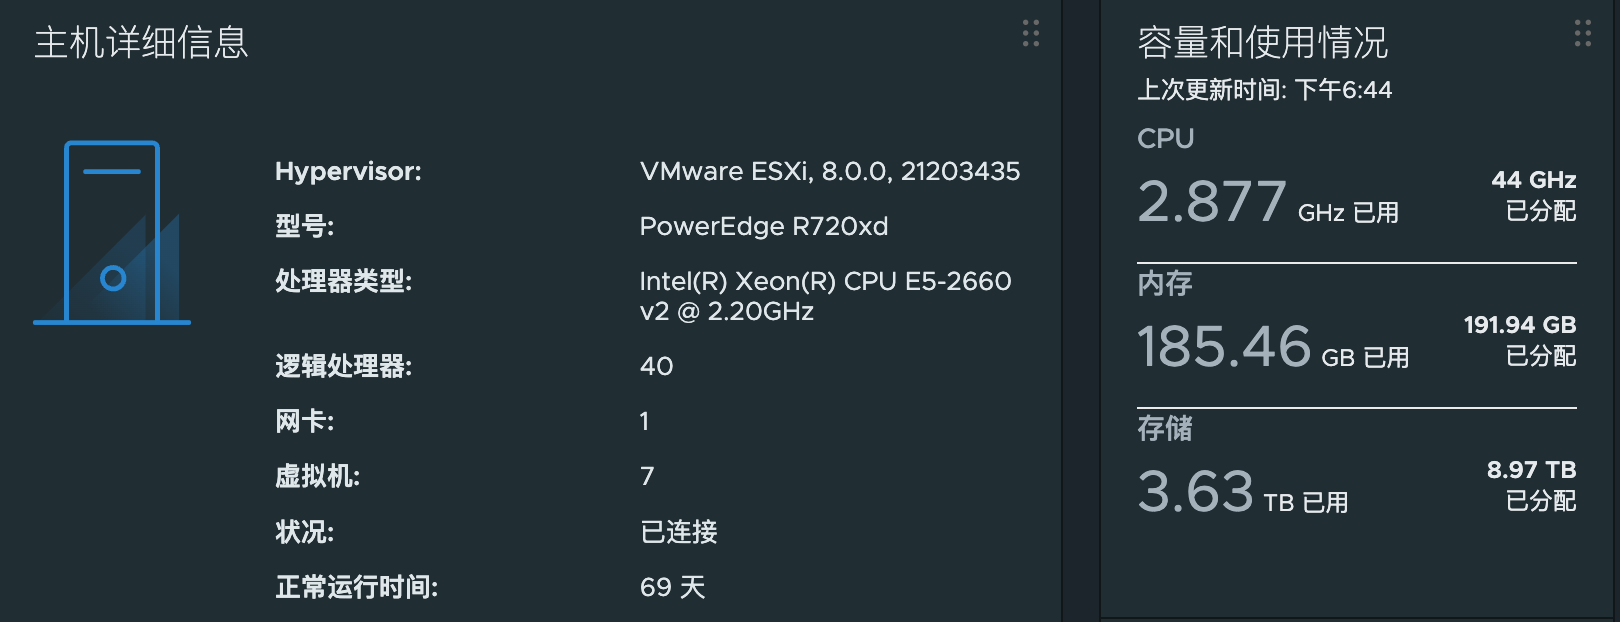 主机详细信息
Hypervisor: VMware ESXi, 8.0.0, 21203435
型号: PowerEdge R720xd
处理器类型: Intel(R) Xeon(R) CPU E5-2660
v2 @ 2.20GHz
逻辑处理器: 40
网卡: 1
虚拟机: 7
状况: 已连接
正常运行时间: 69 天
容量和使用情况
上次更新时间: 下午6:44
CPU
2.877 GHz 已用
44 GHz
已分配
内存
185.46 GB 已用
191.94 GB
已分配
存储
3.63 TB 已用
8.97 TB
已分配